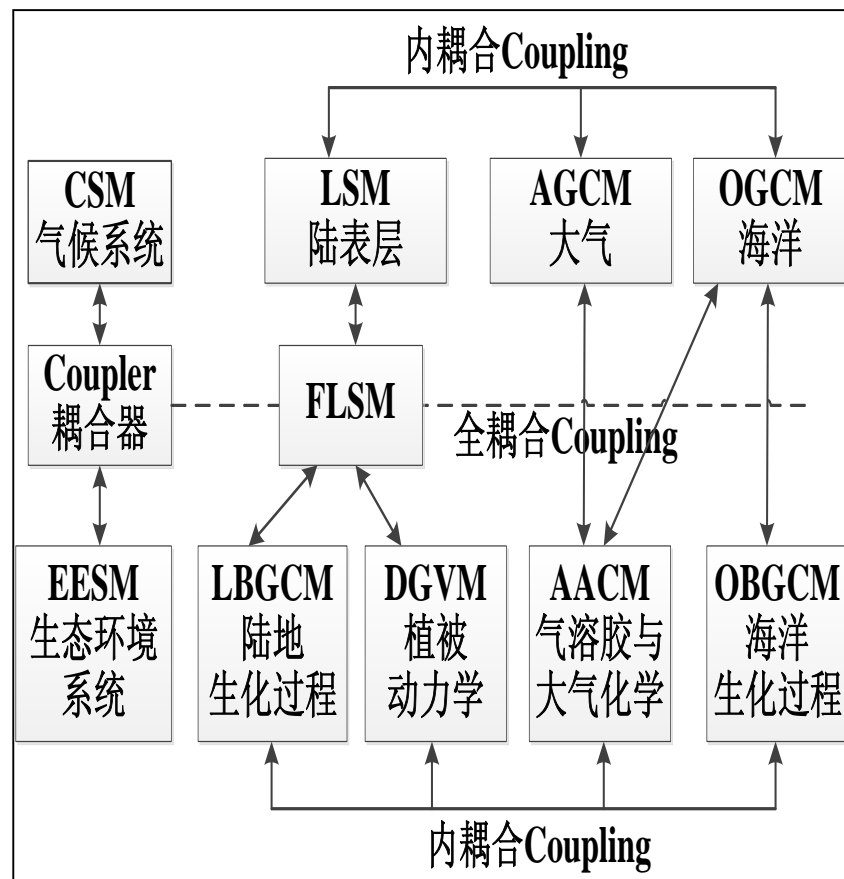 内耦合Coupling
CSM
气候系统
LSM
陆表层
AGCM
大气
OGCM
海洋
Coupler
耦合器
FLSM
全耦合Coupling
EESM
生态环境
系统
LBGCM
陆地
生化过程
DGVM
植被
动力学
AACM
气溶胶与
大气化学
OBGCM
海洋
生化过程
内耦合Coupling